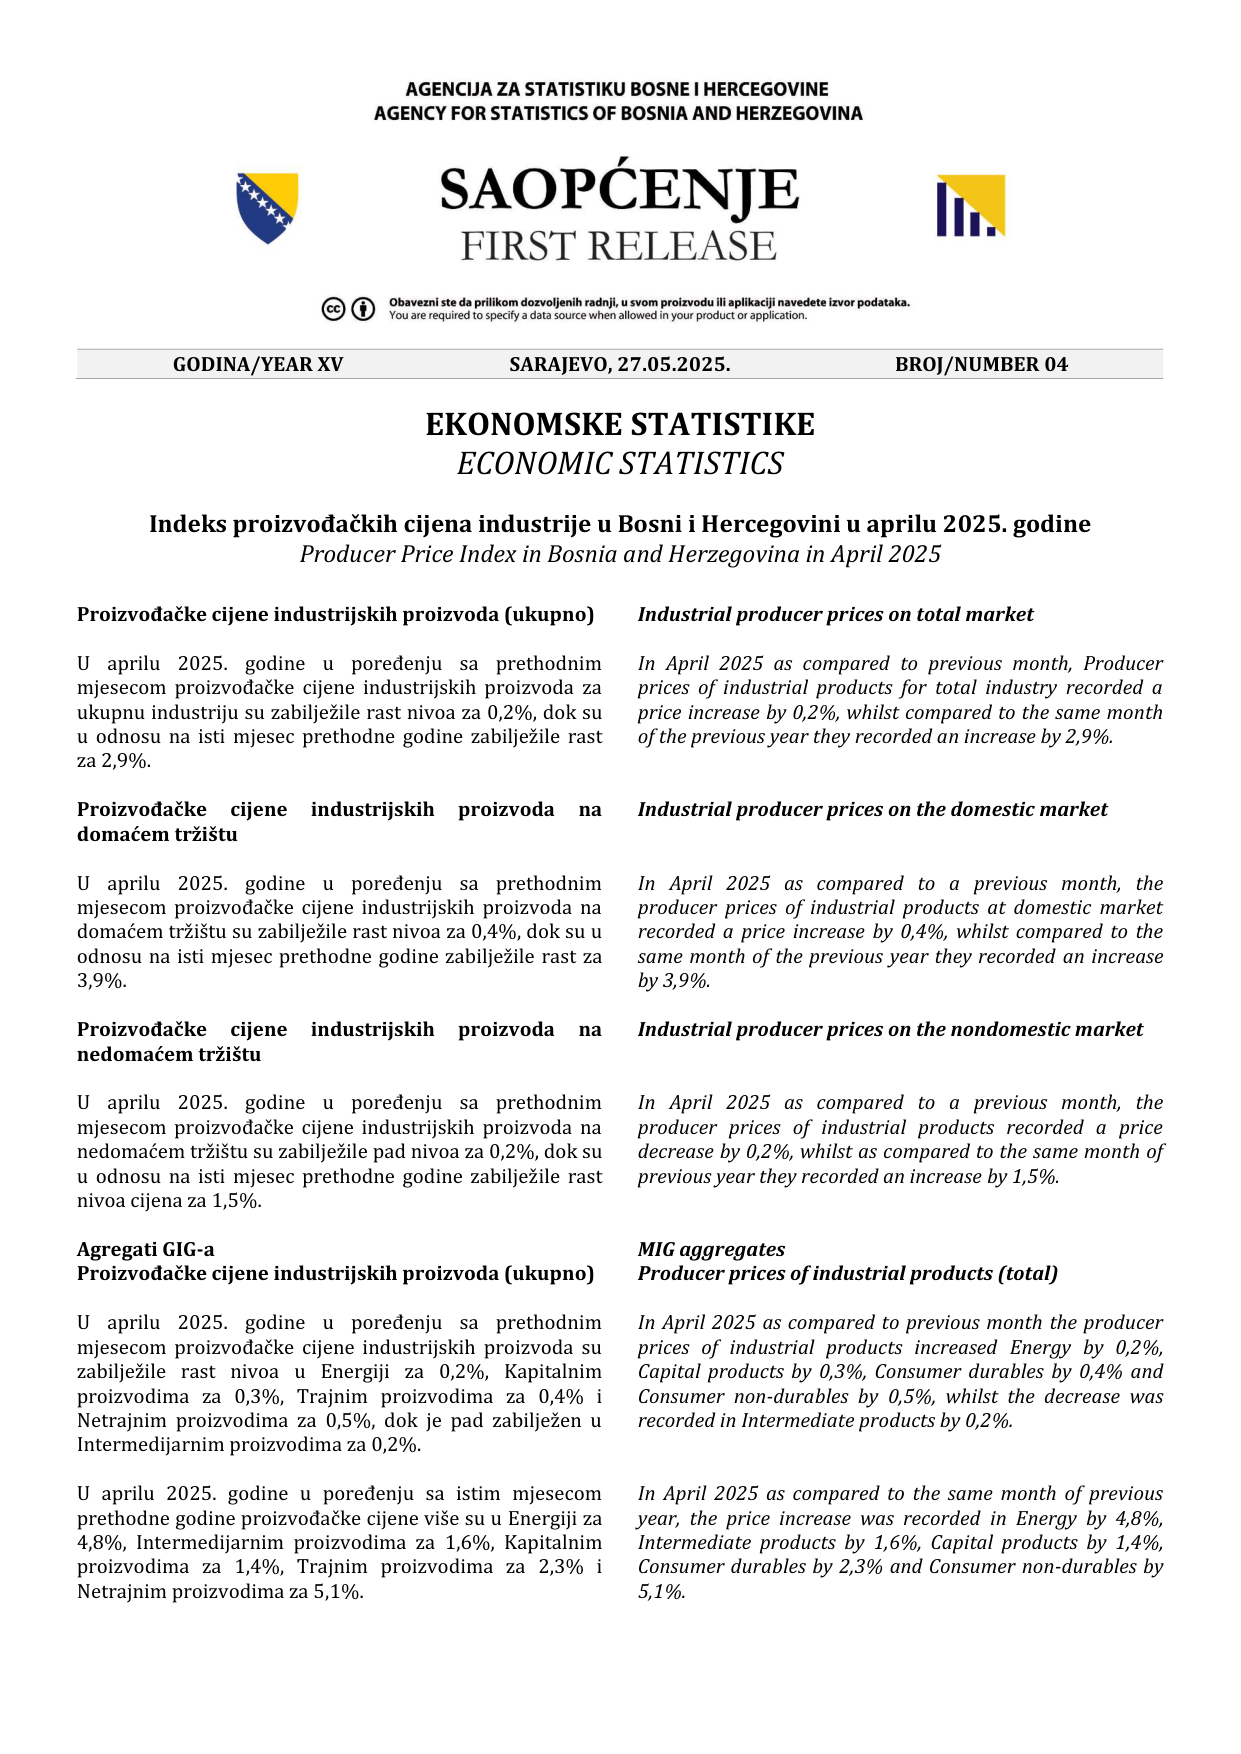 AGENCIJA ZA STATISTIKU BOSNE I HERCEGOVINE
AGENCY FOR STATISTICS OF BOSNIA AND HERZEGOVINA
SAOPĆENJE
FIRST RELEASE
cc
Obavezni ste da prilikom dozvoljenih radnji, u svom proizvodu ili aplikaciji navedete izvor podataka.
You are required to specify a data source when allowed in your product or application.
GODINA/YEAR XV SARAJEVO, 27.05.2025. BROJ/NUMBER 04
EKONOMSKE STATISTIKE
ECONOMIC STATISTICS
Indeks proizvođačkih cijena industrije u Bosni i Hercegovini u aprilu 2025. godine
Producer Price Index in Bosnia and Herzegovina in April 2025
Proizvođačke cijene industrijskih proizvoda (ukupno)
U aprilu 2025. godine u poređenju sa prethodnim
mjesecom proizvođačke cijene industrijskih proizvoda za
ukupnu industriju su zabilježile rast nivoa za 0,2%, dok su
u odnosu na isti mjesec prethodne godine zabilježile rast
za 2,9%.
Proizvođačke cijene industrijskih proizvoda na
domaćem tržištu
U aprilu 2025. godine u poređenju sa prethodnim
mjesecom proizvođačke cijene industrijskih proizvoda na
domaćem tržištu su zabilježile rast nivoa za 0,4%, dok su u
odnosu na isti mjesec prethodne godine zabilježile rast za
3,9%.
Proizvođačke cijene industrijskih proizvoda na
nedomaćem tržištu
U aprilu 2025. godine u poređenju sa prethodnim
mjesecom proizvođačke cijene industrijskih proizvoda na
nedomaćem tržištu su zabilježile pad nivoa za 0,2%, dok su
u odnosu na isti mjesec prethodne godine zabilježile rast
nivoa cijena za 1,5%.
Agregati GIG-a
Proizvođačke cijene industrijskih proizvoda (ukupno)
U aprilu 2025. godine u poređenju sa prethodnim
mjesecom proizvođačke cijene industrijskih proizvoda su
zabilježile rast nivoa u Energiji za 0,2%, Kapitalnim
proizvodima za 0,3%, Trajnim proizvodima za 0,4% i
Netrajnim proizvodima za 0,5%, dok je pad zabilježen u
Intermedijarnim proizvodima za 0,2%.
U aprilu 2025. godine u poređenju sa istim mjesecom
prethodne godine proizvođačke cijene više su u Energiji za
4,8%, Intermedijarnim proizvodima za 1,6%, Kapitalnim
proizvodima za 1,4%, Trajnim proizvodima za 2,3% i
Netrajnim proizvodima za 5,1%.
Industrial producer prices on total market
In April 2025 as compared to previous month, Producer
prices of industrial products for total industry recorded a
price increase by 0,2%, whilst compared to the same month
of the previous year they recorded an increase by 2,9%.
Industrial producer prices on the domestic market
In April 2025 as compared to a previous month, the
producer prices of industrial products at domestic market
recorded a price increase by 0,4%, whilst compared to the
same month of the previous year they recorded an increase
by 3,9%.
Industrial producer prices on the nondomestic market
In April 2025 as compared to a previous month, the
producer prices of industrial products recorded a price
decrease by 0,2%, whilst as compared to the same month of
previous year they recorded an increase by 1,5%.
MIG aggregates
Producer prices of industrial products (total)
In April 2025 as compared to previous month the producer
prices of industrial products increased Energy by 0,2%,
Capital products by 0,3%, Consumer durables by 0,4% and
Consumer non-durables by 0,5%, whilst the decrease was
recorded in Intermediate products by 0,2%.
In April 2025 as compared to the same month of previous
year, the price increase was recorded in Energy by 4,8%,
Intermediate products by 1,6%, Capital products by 1,4%,
Consumer durables by 2,3% and Consumer non-durables by
5,1%.